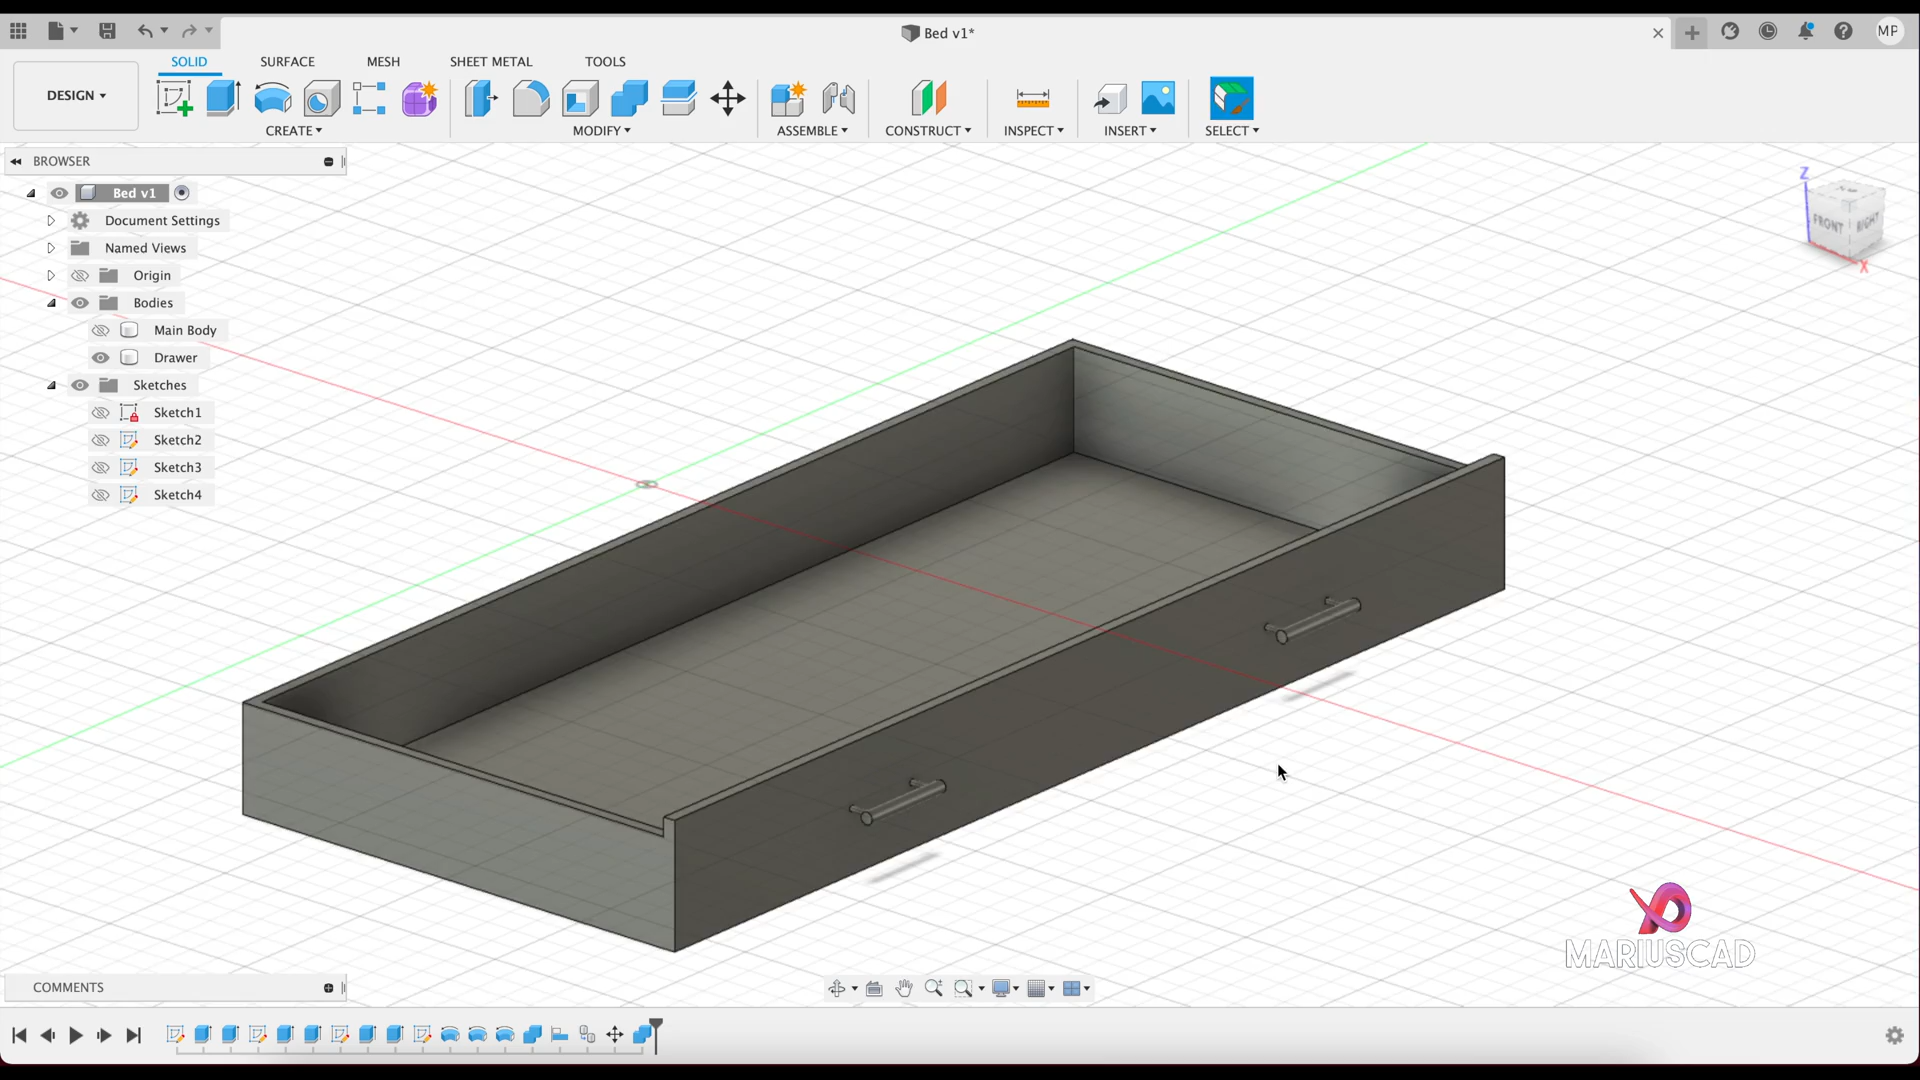 Bed v1*
MP
SOLID
SURFACE
MESH
SHEET METAL
TOOLS
DESIGN
CREATE
MODIFY
ASSEMBLE
CONSTRUCT
INSPECT
INSERT
SELECT
BROWSER
Bed v1
Document Settings
Named Views
Origin
Bodies
Main Body
Drawer
Sketches
Sketch1
Sketch2
Sketch3
Sketch4
Z
FRONT
RIGHT
X
MARIUSCAD
COMMENTS